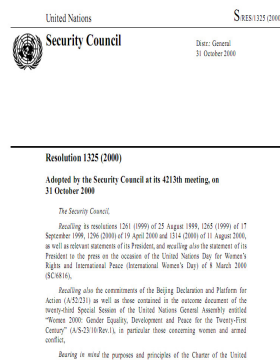 United Nations
S/RES/1325 (2000)
Security Council
Distr.: General
31 October 2000
Resolution 1325 (2000)
Adopted by the Security Council at its 4213th meeting, on
31 October 2000
The Security Council,
Recalling its resolutions 1261 (1999) of 25 August 1999, 1265 (1999) of 17
September 1999, 1296 (2000) of 19 April 2000 and 1314 (2000) of 11 August 2000,
as well as relevant statements of its President, and recalling also the statement of its
President to the press on the occasion of the United Nations Day for Women's
Rights and International Peace (International Women's Day) of 8 March 2000
(SC/6816),
Recalling also the commitments of the Beijing Declaration and Platform for
Action (A/52/231) as well as those contained in the outcome document of the
twenty-third Special Session of the United Nations General Assembly entitled
"Women 2000: Gender Equality, Development and Peace for the Twenty-First
Century" (A/S-23/10/Rev.1), in particular those concerning women and armed
conflict,
Bearing in mind the purposes and principles of the Charter of the United